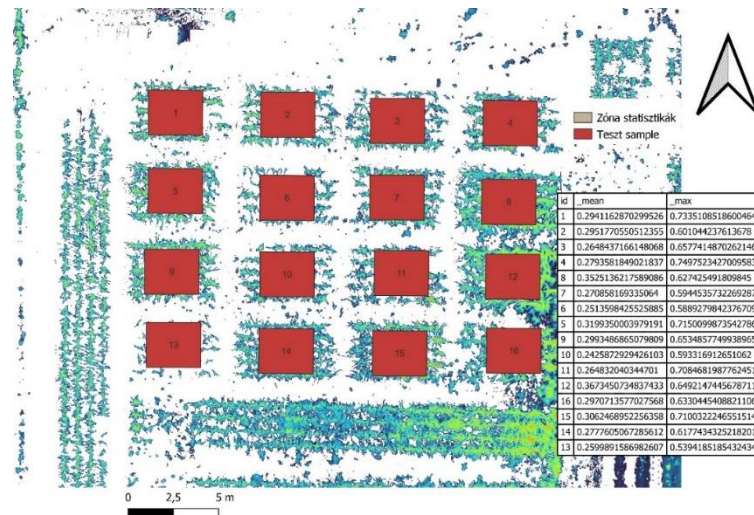 1 2 3 4
5 6 7 8
9 10 11 12
13 14 15 16
Zóna statisztikák
Teszt sample
id _mean _max
1 0.2941162870299526 0.7335108518600464
2 0.2951770550512355 0.601044237613678
3 0.2648437166148068 0.6577414870262146
4 0.2793581849021837 0.7497523427009583
8 0.3525136217589086 0.627425491809845
7 0.270858169335064 0.5944535732269287
6 0.2513598425525885 0.5889279842376709
5 0.3199350003979191 0.7150099873542786
9 0.2993486865079809 0.6534857749938965
10 0.2425872929426103 0.593316912651062
11 0.264832040344701 0.7084681987762451
12 0.3673450734837433 0.6492147445678711
16 0.2970713577027568 0.6330445408821106
15 0.3062468952256358 0.7100322246551514
14 0.2777605067285612 0.6177434325218201
13 0.2599891586982607 0.5394185185432434
0 2,5 5 m